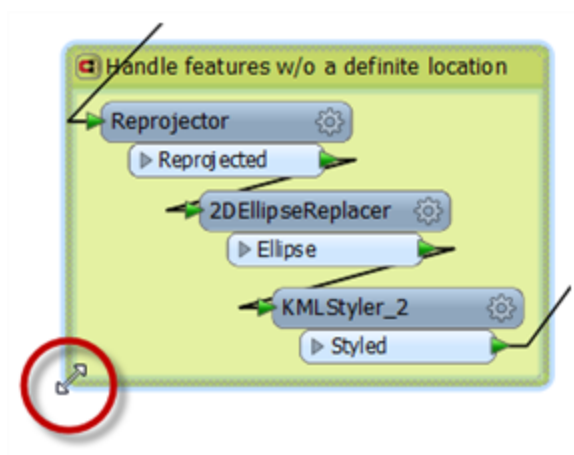 Handle features w/o a definite location
Reprojector
Reprojected
2DEllipseReplacer
Ellipse
KMLStyler_2
Styled